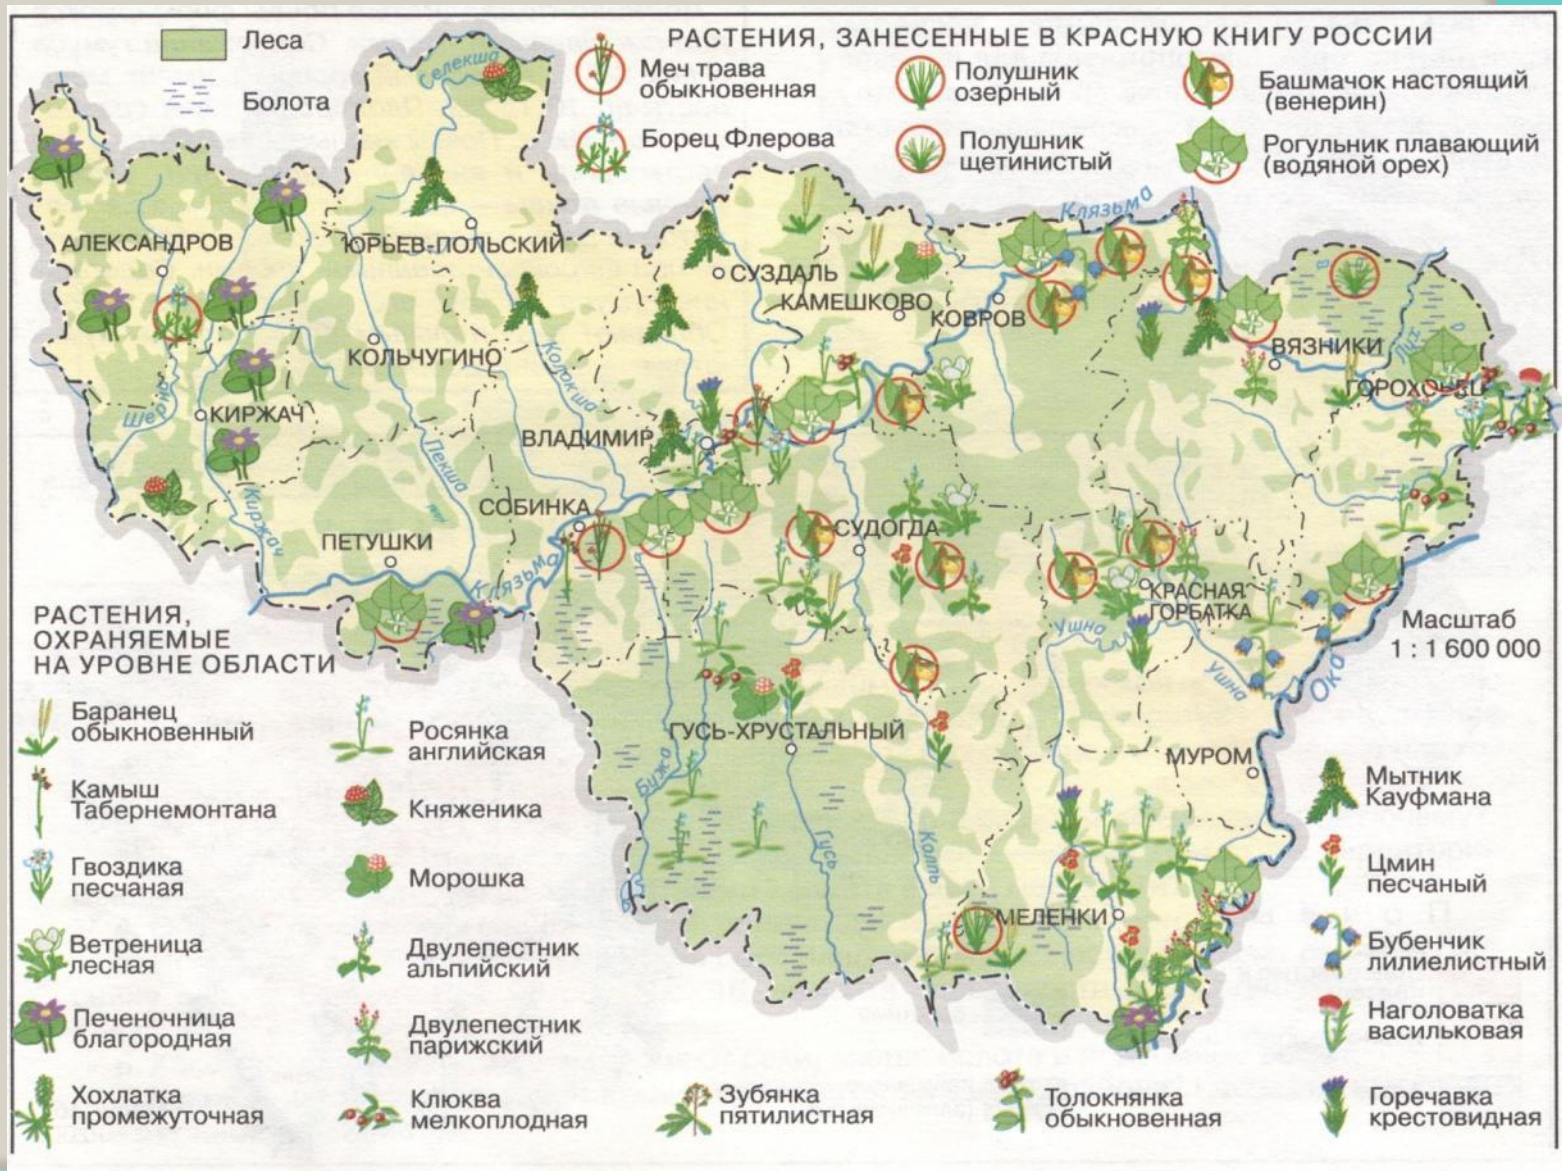 РАСТЕНИЯ, ЗАНЕСЕННЫЕ В КРАСНУЮ КНИГУ РОССИИ
Леса
Болота
Меч трава
обыкновенная
Борец Флерова
Полушник
озерный
Полушник
щетинистый
Башмачок настоящий
(венерин)
Рогульник плавающий
(водяной орех)
Селекша
Клязьма
АЛЕКСАНДРОВ
ЮРЬЕВ-ПОЛЬСКИЙ
СУЗДАЛЬ
КАМЕШКОВО
КОВРОВ
ВЯЗНИКИ
Лух
ГОРОХОВЕЦ
КОЛЬЧУГИНО
Колокша
Шерна
КИРЖАЧ
ВЛАДИМИР
Пекша
Киржач
СОБИНКА
СУДОГДА
ПЕТУШКИ
Клязьма
КРАСНАЯ
ГОРБАТКА
Ушна
Ушна
Ока
Масштаб
1 : 1 600 000
ГУСЬ-ХРУСТАЛЬНЫЙ
Бужа
МУРОМ
Гусь
Колпь
МЕЛЕНКИ
РАСТЕНИЯ,
ОХРАНЯЕМЫЕ
НА УРОВНЕ ОБЛАСТИ
Баранец
обыкновенный
Камыш
Табернемонтана
Гвоздика
песчаная
Ветреница
лесная
Печеночница
благородная
Хохлатка
промежуточная
Росянка
английская
Княженика
Морошка
Двулепестник
альпийский
Двулепестник
парижский
Клюква
мелкоплодная
Зубянка
пятилистная
Толокнянка
обыкновенная
Мытник
Кауфмана
Цмин
песчаный
Бубенчик
лилиелистный
Наголоватка
васильковая
Горечавка
крестовидная